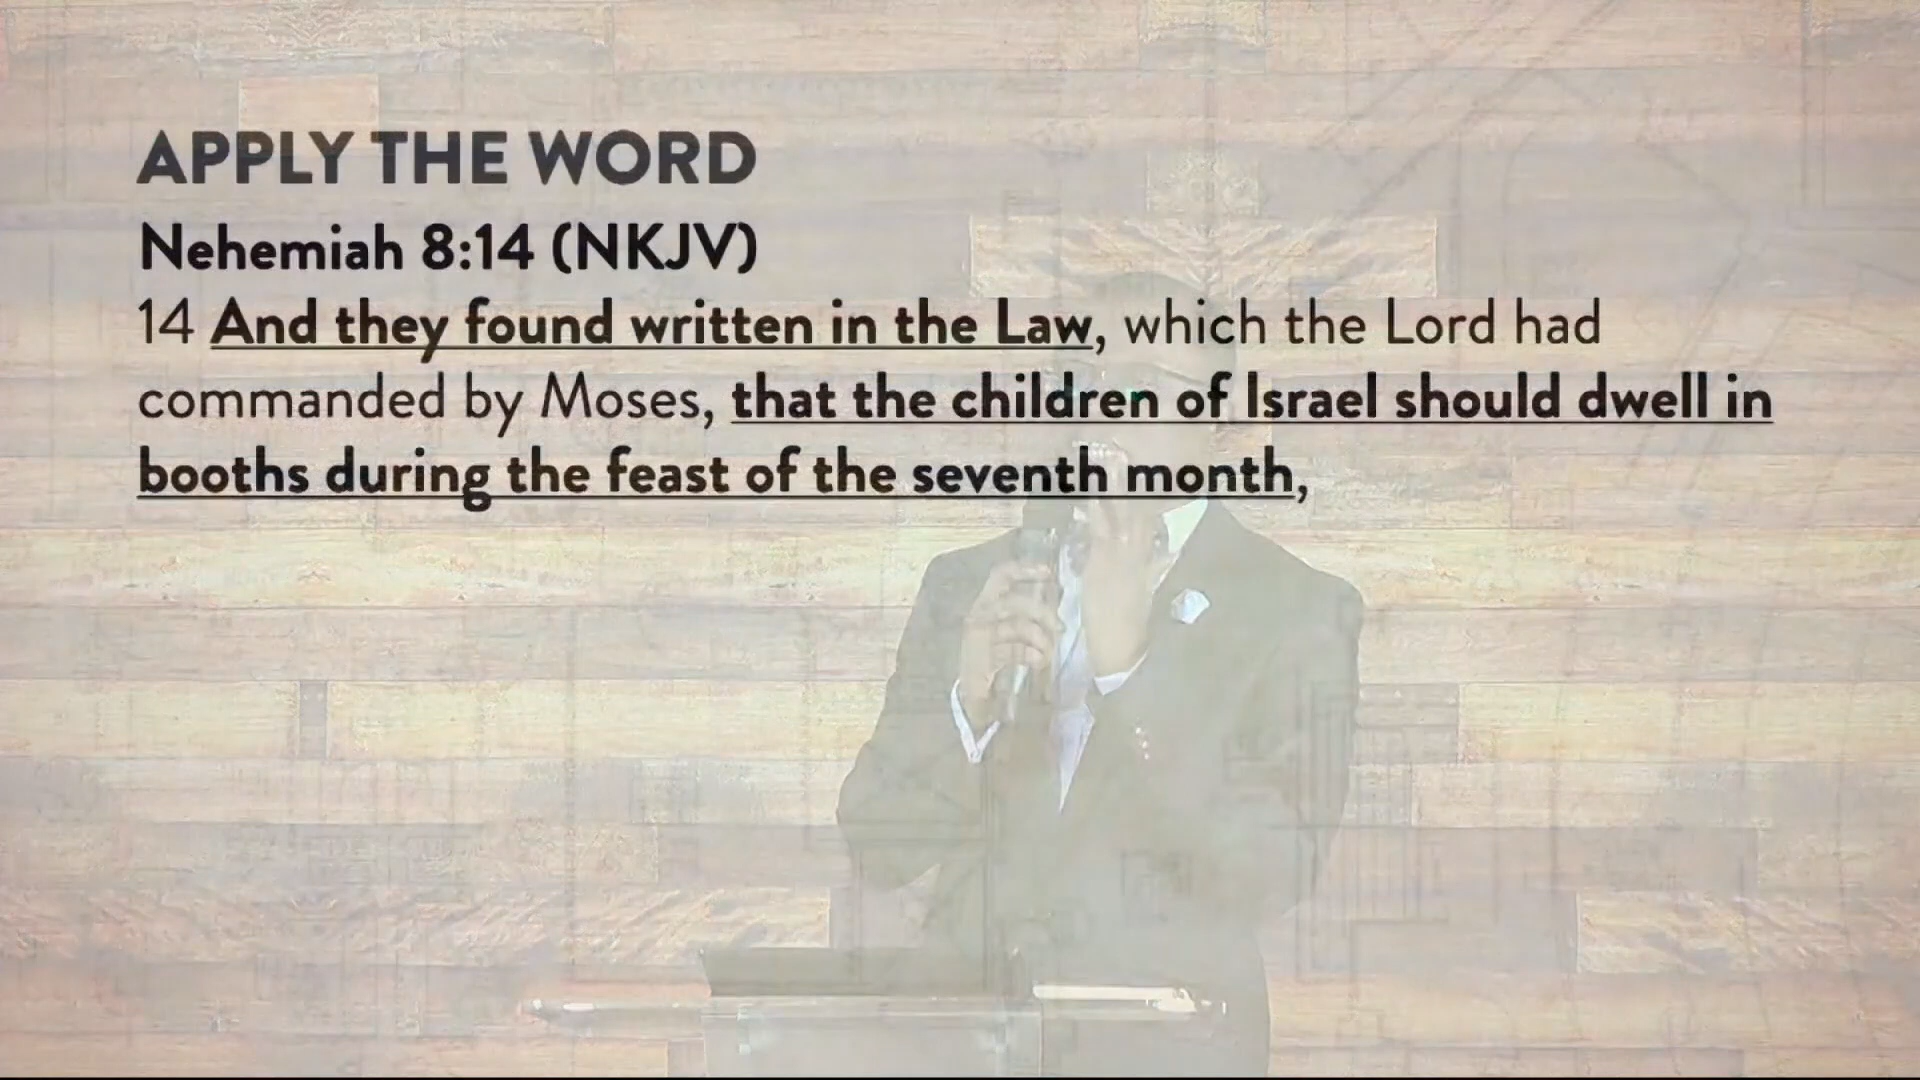 APPLY THE WORD
Nehemiah 8:14 (NKJV)
14 And they found written in the Law, which the Lord had
commanded by Moses, that the children of Israel should dwell in
booths during the feast of the seventh month,